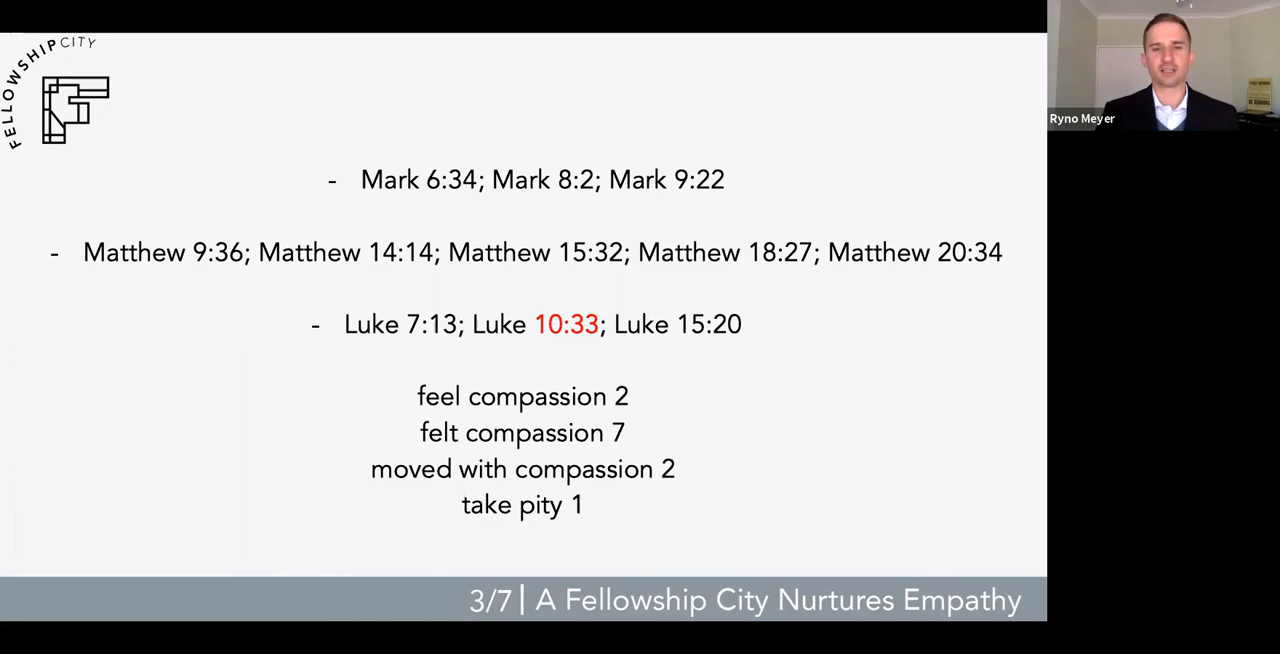 FELLOWSHIPCITY
Ryno Meyer
- Mark 6:34; Mark 8:2; Mark 9:22
- Matthew 9:36; Matthew 14:14; Matthew 15:32; Matthew 18:27; Matthew 20:34
- Luke 7:13; Luke 10:33; Luke 15:20
feel compassion 2
felt compassion 7
moved with compassion 2
take pity 1
3/7 | A Fellowship City Nurtures Empathy